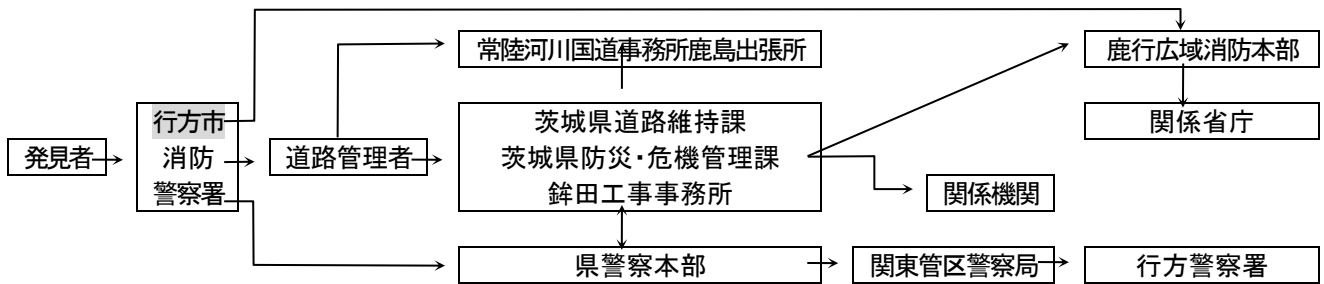 常陸河川国道事務所鹿島出張所
鹿行広域消防本部
行方市
消防
警察署
茨城県道路維持課
茨城県防災・危機管理課
鉾田工事事務所
関係省庁
発見者
道路管理者
関係機関
県警察本部
関東管区警察局
行方警察署